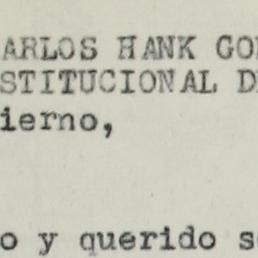 ARLOS HANK GO
STITUCIONAL D
ierno,
o y querido s